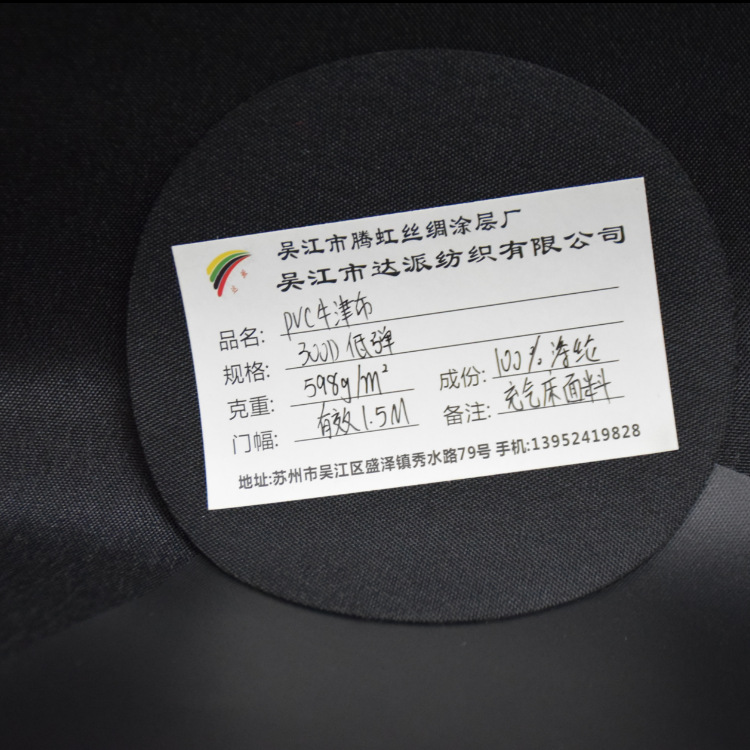 吴江市腾虹丝绸涂层厂
吴江市达派纺织有限公司
达派
品名: PVC牛津布
规格: 300D低弹
克重: 598g/m² 成份: 100%涤纶
门幅: 有效1.5M 备注: 充气床面料
地址:苏州市吴江区盛泽镇秀水路79号 手机:13952419828